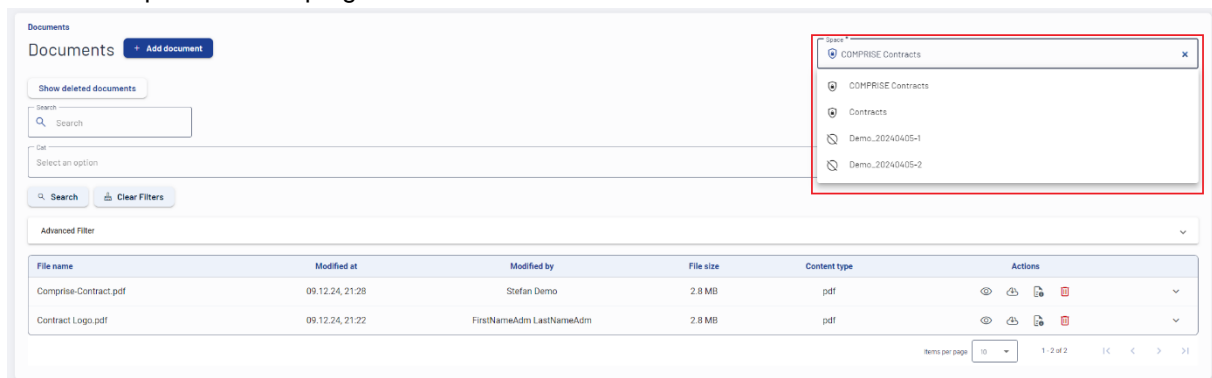 Documents
Documents + Add document
Space *
COMPRISE Contracts ×
COMPRISE Contracts
Contracts
Demo_20240405-1
Demo_20240405-2
Show deleted documents
Search
Search
Cat
Select an option
Search Clear Filters
Advanced Filter
File name Modified at Modified by File size Content type Actions
Comprise-Contract.pdf 09.12.24, 21:28 Stefan Demo 2.8 MB pdf
Contract Logo.pdf 09.12.24, 21:22 FirstNameAdm LastNameAdm 2.8 MB pdf
Items per page 10 1 - 2 of 2